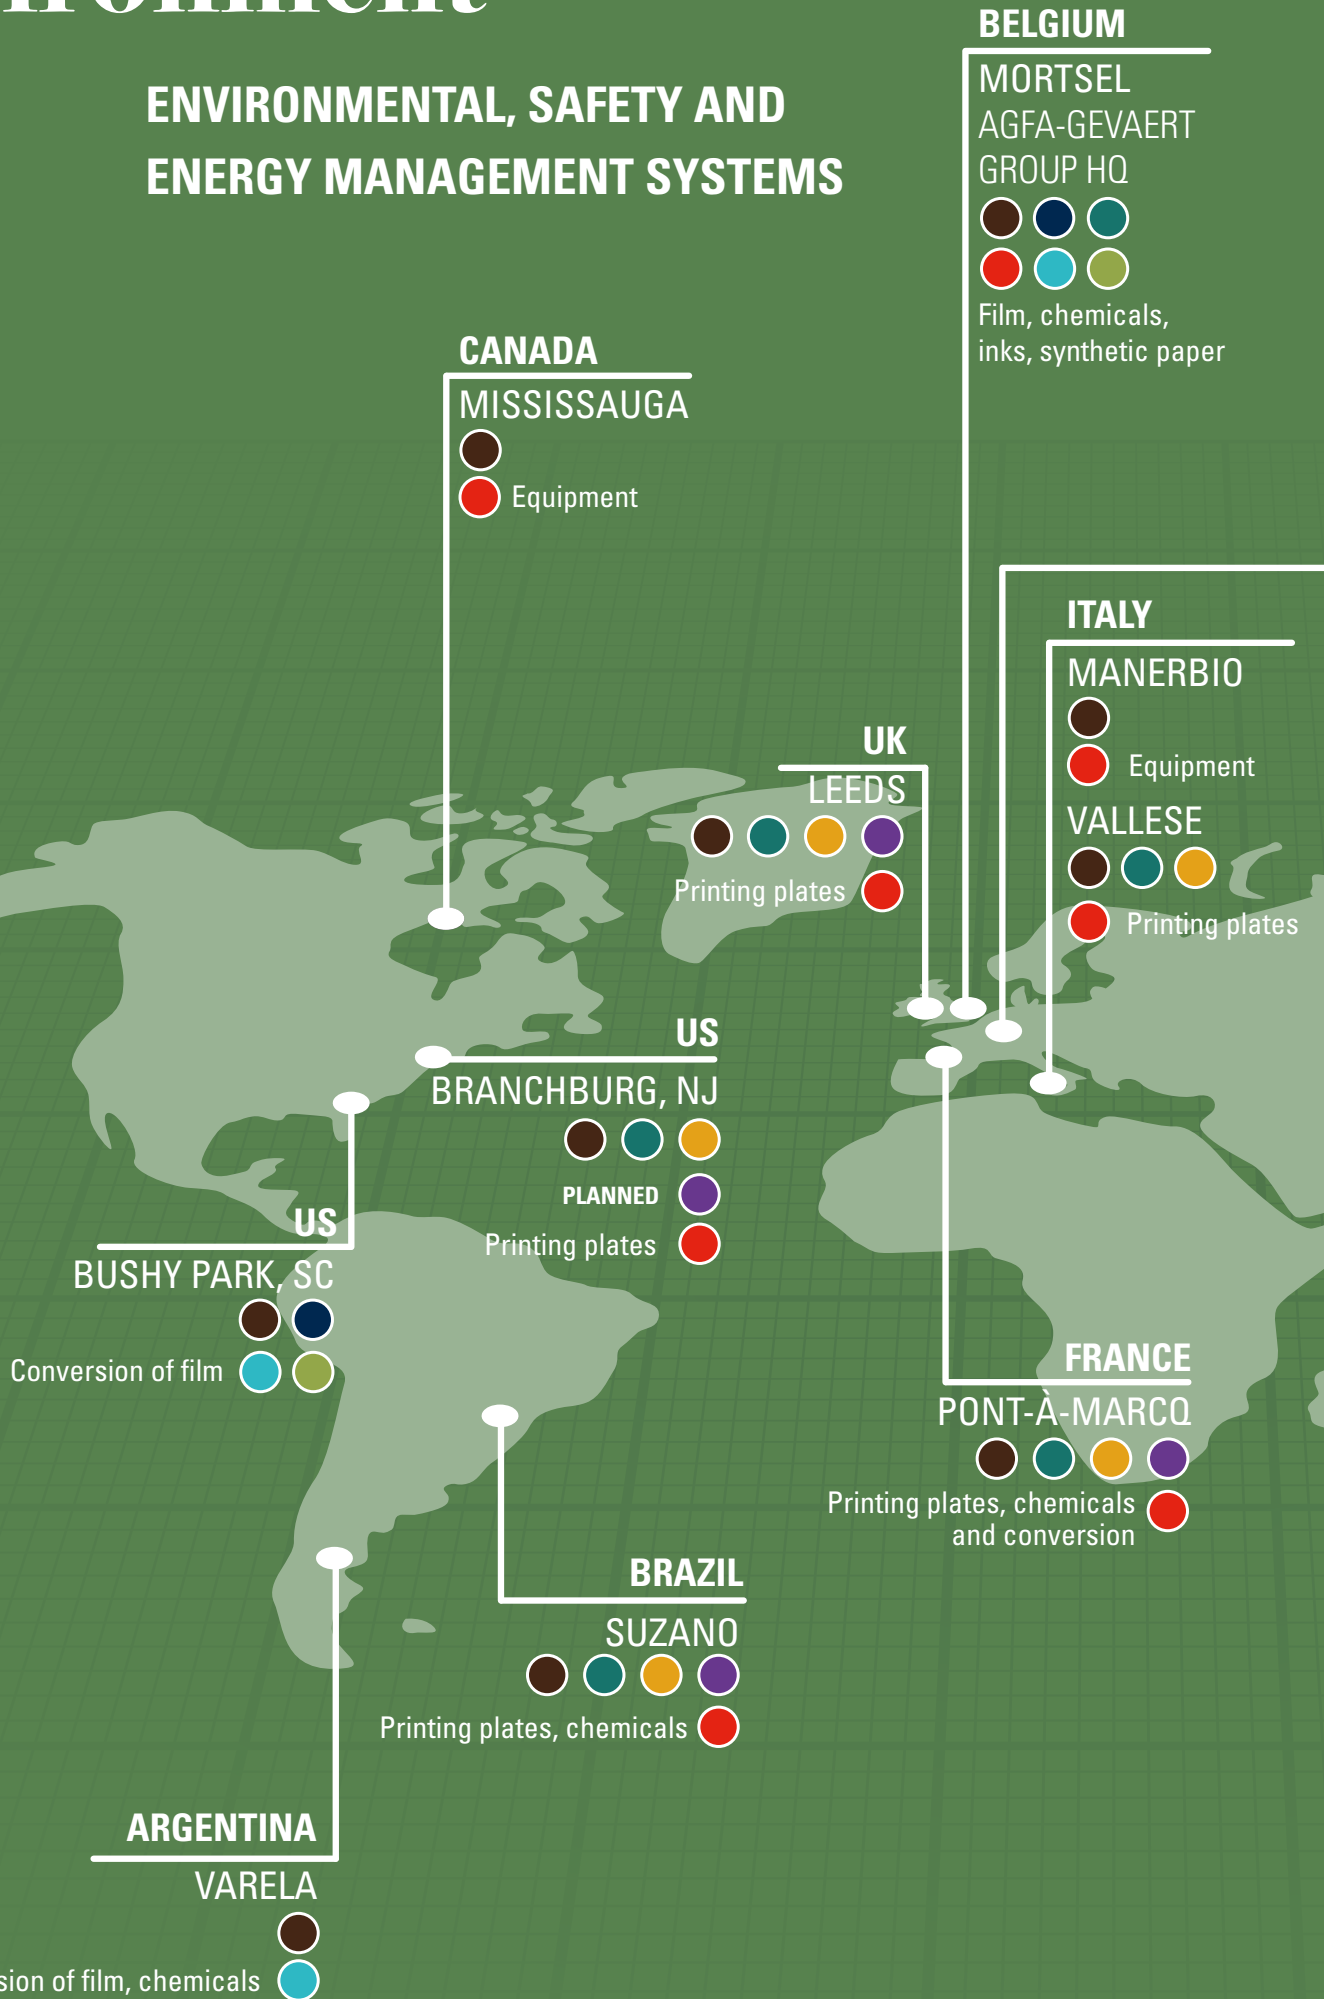 ENVIRONMENTAL, SAFETY AND
ENERGY MANAGEMENT SYSTEMS
BELGIUM
MORTSEL
AGFA-GEVAERT
GROUP HQ
Film, chemicals,
inks, synthetic paper
CANADA
MISSISSAUGA
Equipment
ITALY
MANERBIO
Equipment
VALLESE
Printing plates
UK
LEEDS
Printing plates
US
BRANCHBURG, NJ
PLANNED
Printing plates
US
BUSHY PARK, SC
Conversion of film
FRANCE
PONT-À-MARCQ
Printing plates, chemicals
and conversion
BRAZIL
SUZANO
Printing plates, chemicals
ARGENTINA
VARELA
of film, chemicals